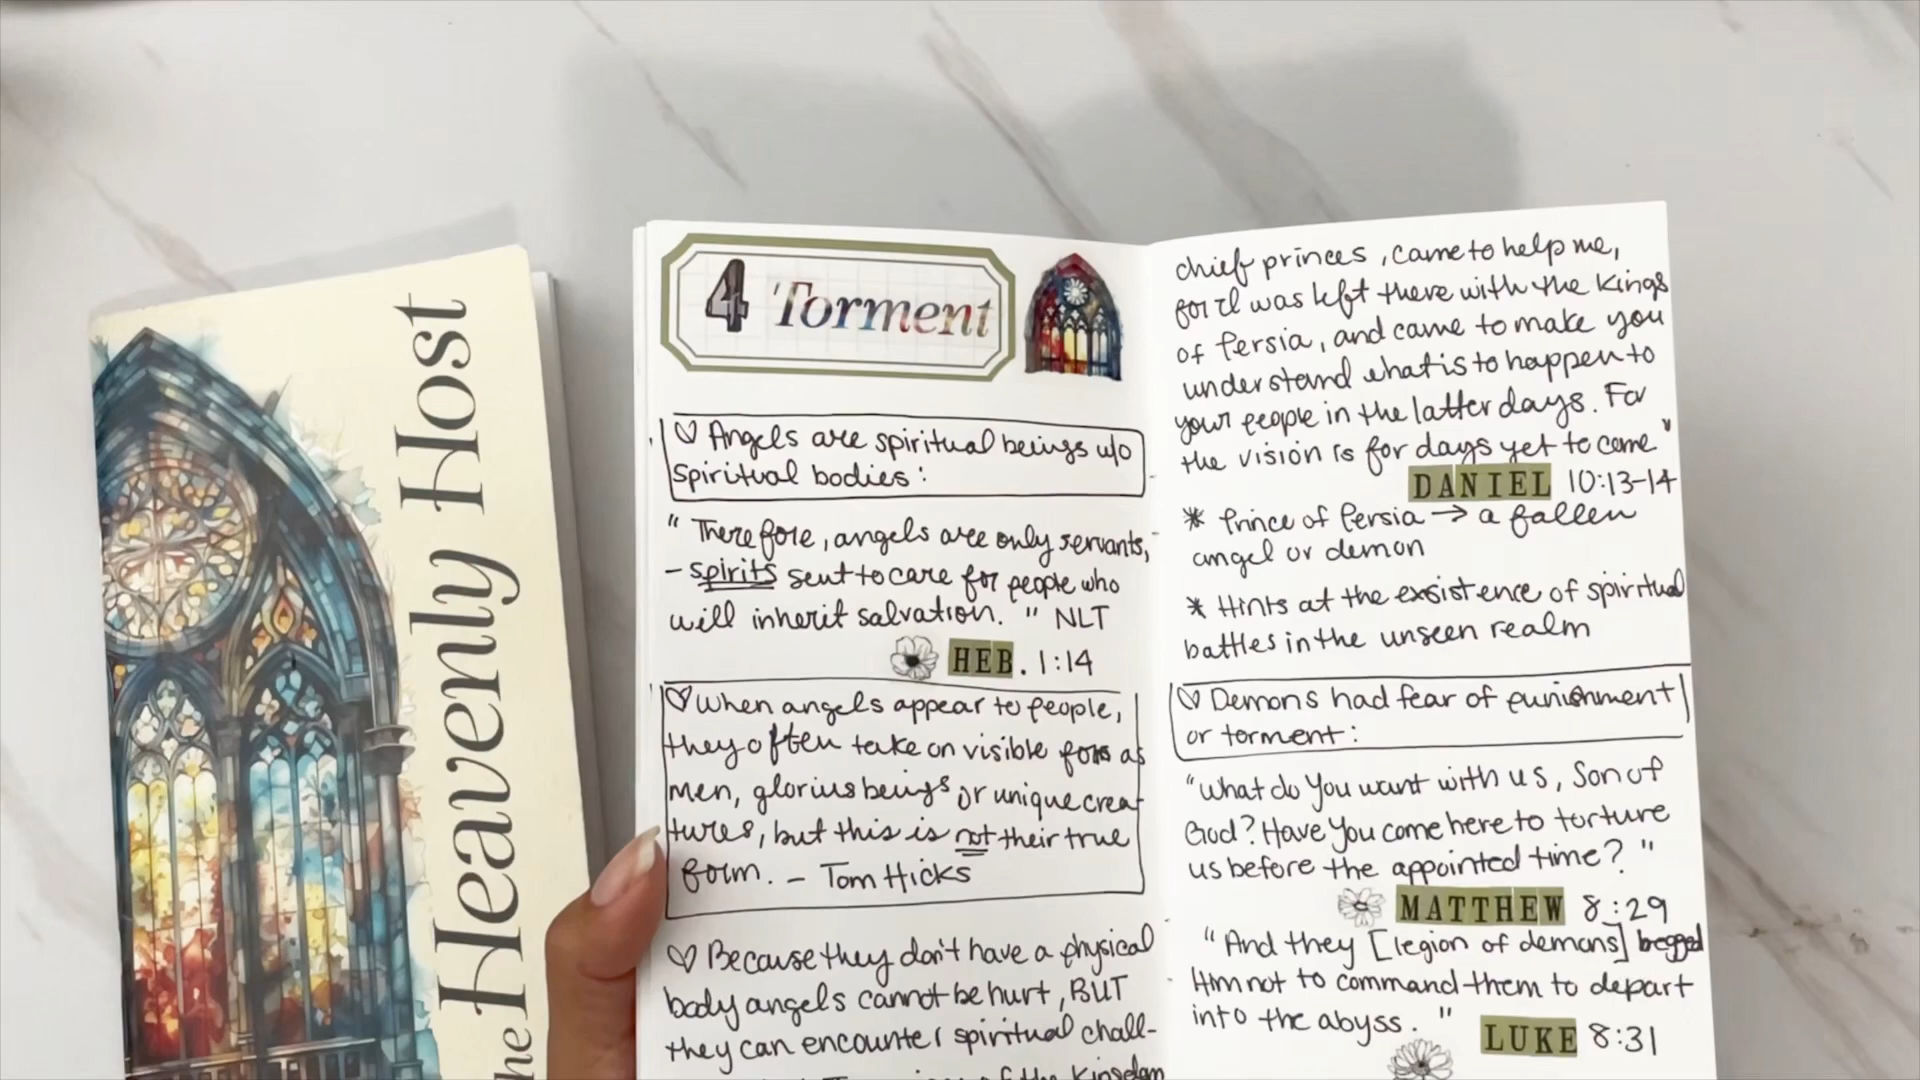 Heavenly Host
4 Torment
♡ Angels are spiritual beings w/o
spiritual bodies:
"Therefore, angels are only servants,
- spirits sent to care for people who
will inherit salvation." NLT
HEB. 1:14
♡ When angels appear to people,
they often take on visible foms as
men, glorius beings or unique crea-
tures, but this is not their true
form. - Tom Hicks
♡ Because they don't have a physical
body angels cannot be hurt, BUT
they can encounter spiritual chall-
of the kingdom
chief princes, came to help me,
for I was left there with the kings
of Persia, and came to make you
understand what is to happen to
your people in the latter days. For
the vision is for days yet to come"
DANIEL 10:13-14
* Prince of Persia → a fallen
angel or demon
* Hints at the exsistence of spiritual
battles in the unseen realm
♡ Demons had fear of punishment
or torment:
"What do You want with us, Son of
God? Have You come here to torture
us before the appointed time?"
MATTHEW 8:29
"And they [legion of demons] begged
Him not to command them to depart
into the abyss."
LUKE 8:31